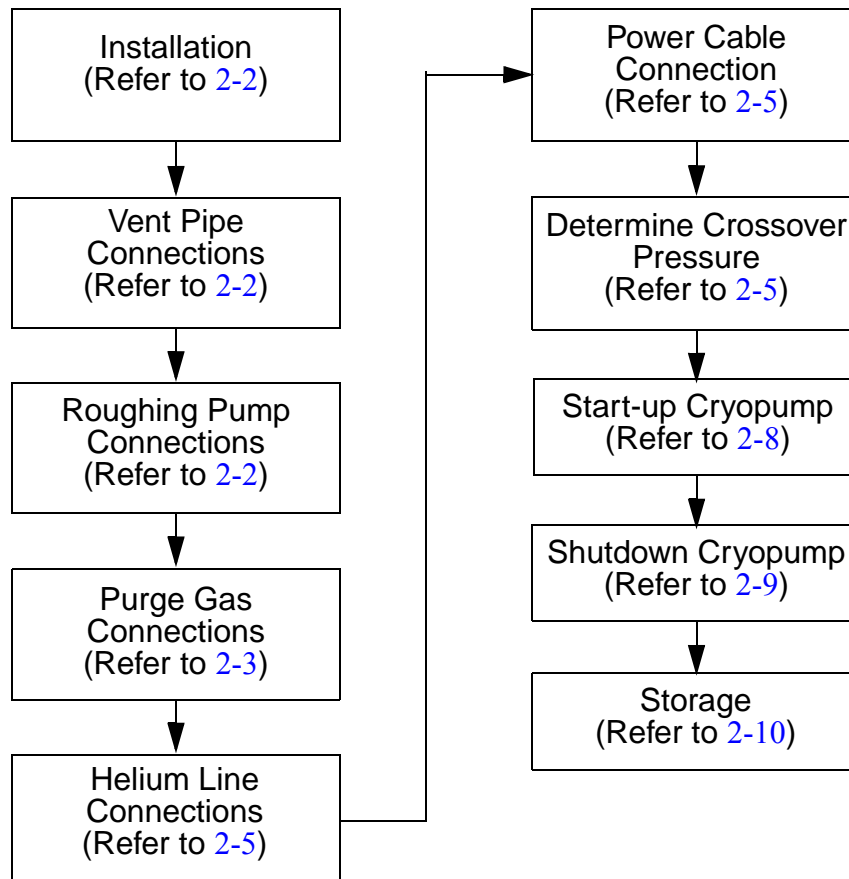 Installation
(Refer to 2-2)
Vent Pipe
Connections
(Refer to 2-2)
Roughing Pump
Connections
(Refer to 2-2)
Purge Gas
Connections
(Refer to 2-3)
Helium Line
Connections
(Refer to 2-5)
Power Cable
Connection
(Refer to 2-5)
Determine Crossover
Pressure
(Refer to 2-5)
Start-up Cryopump
(Refer to 2-8)
Shutdown Cryopump
(Refer to 2-9)
Storage
(Refer to 2-10)